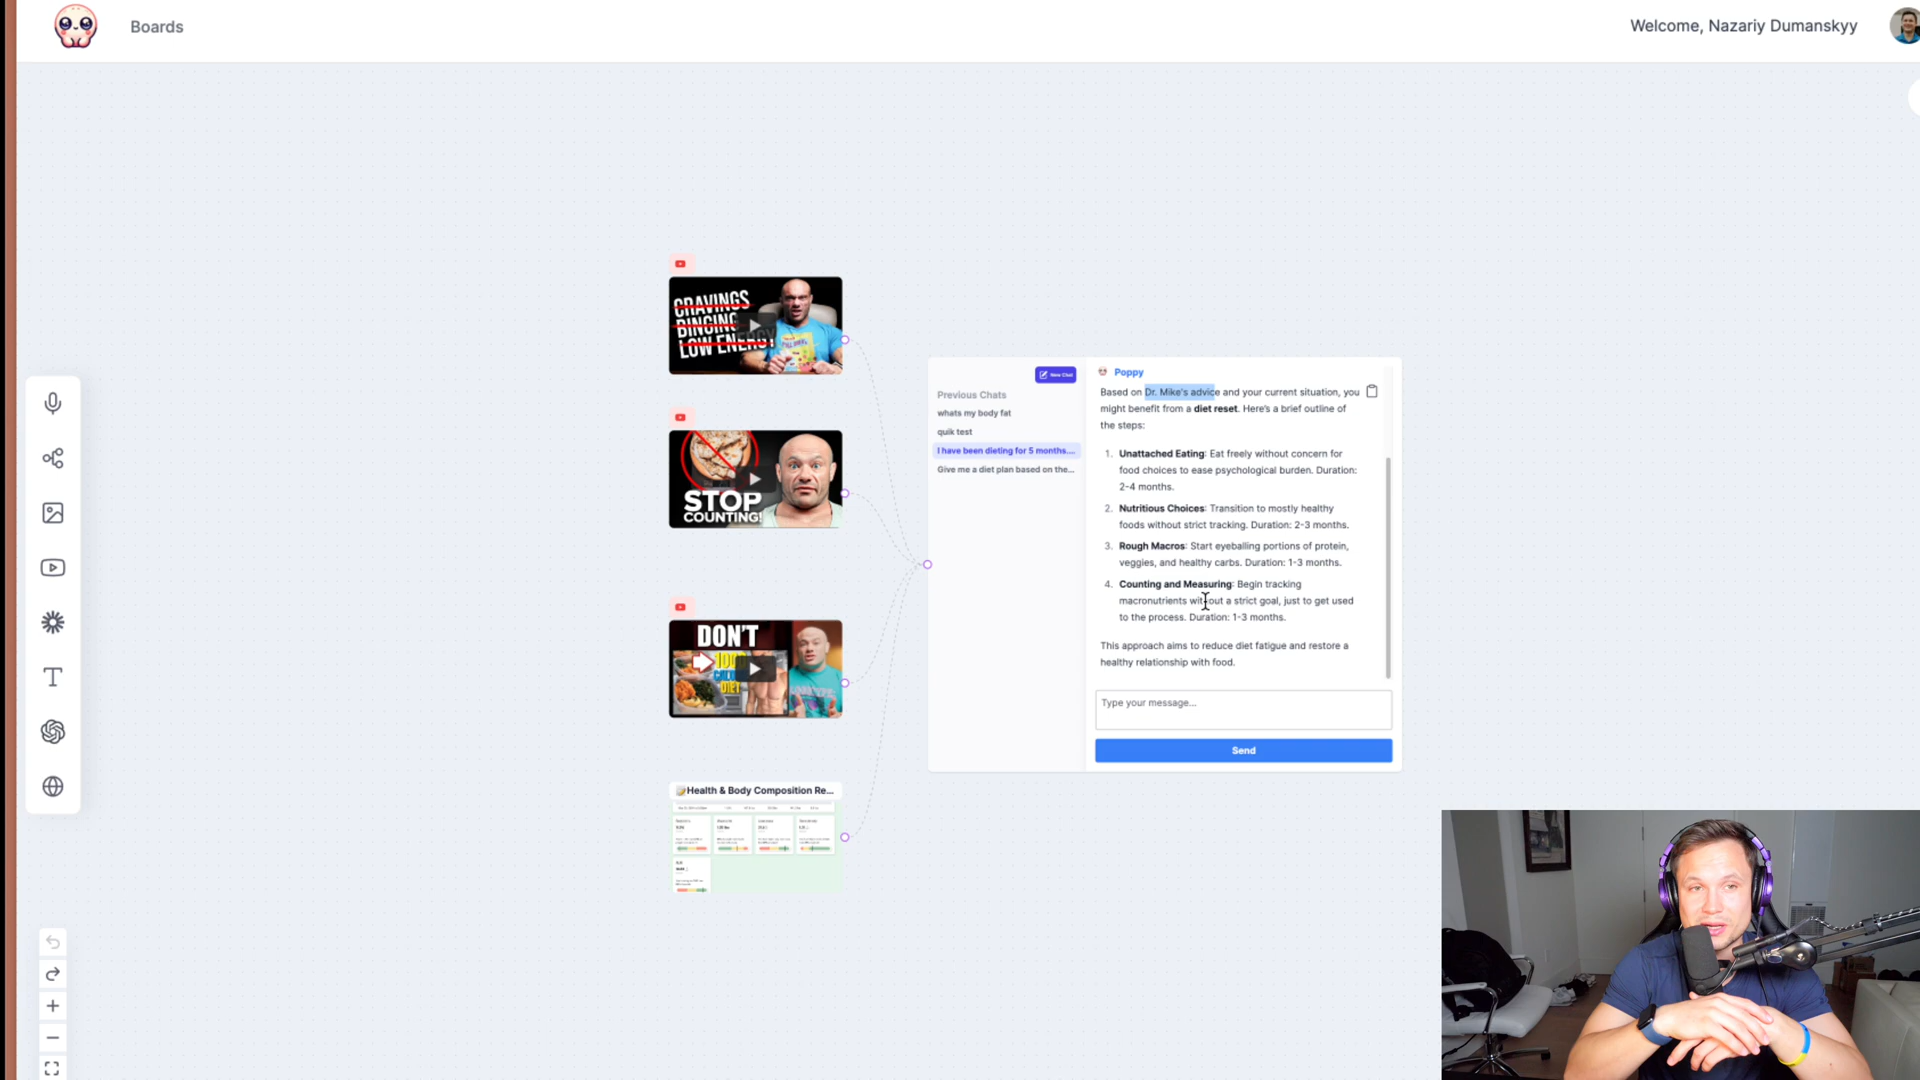 Boards
Welcome, Nazariy Dumanskyy
CRAVINGS
BINGING
LOW ENERGY
STOP
COUNTING!
DON'T
DIET
Health & Body Composition Re...
New Chat
Previous Chats
whats my body fat
quik test
I have been dieting for 5 months....
Give me a diet plan based on the...
Poppy
Based on Dr. Mike's advice and your current situation, you
might benefit from a diet reset. Here's a brief outline of
the steps:
1. Unattached Eating: Eat freely without concern for
food choices to ease psychological burden. Duration:
2-4 months.
2. Nutritious Choices: Transition to mostly healthy
foods without strict tracking. Duration: 2-3 months.
3. Rough Macros: Start eyeballing portions of protein,
veggies, and healthy carbs. Duration: 1-3 months.
4. Counting and Measuring: Begin tracking
macronutrients without a strict goal, just to get used
to the process. Duration: 1-3 months.
This approach aims to reduce diet fatigue and restore a
healthy relationship with food.
Type your message...
Send